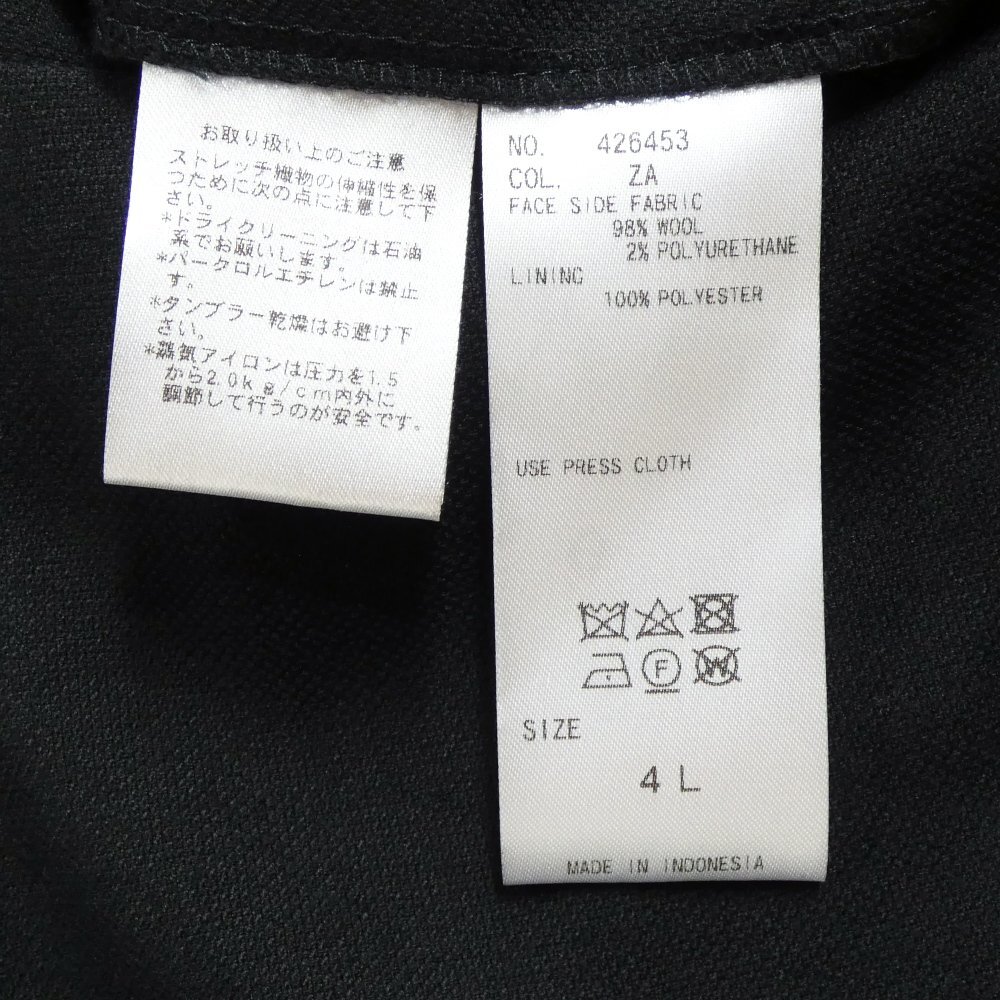 お取り扱い上のご注意
ストレッチ織物の伸縮性を保
つために次の点に注意して下
さい。
*ドライクリーニングは石油
系でお願いします。
*パークロルエチレンは禁止
す。
*タンブラー乾燥はお避け下
さい。
*蒸気アイロンは圧力を1.5
から2.0kg/cm内外に
調節して行うのが安全です。
NO. 426453
COL. ZA
FACE SIDE FABRIC
98% WOOL
2% POLYURETHANE
LINING
100% POLYESTER
USE PRESS CLOTH
F
W
SIZE
4L
MADE IN INDONESIA